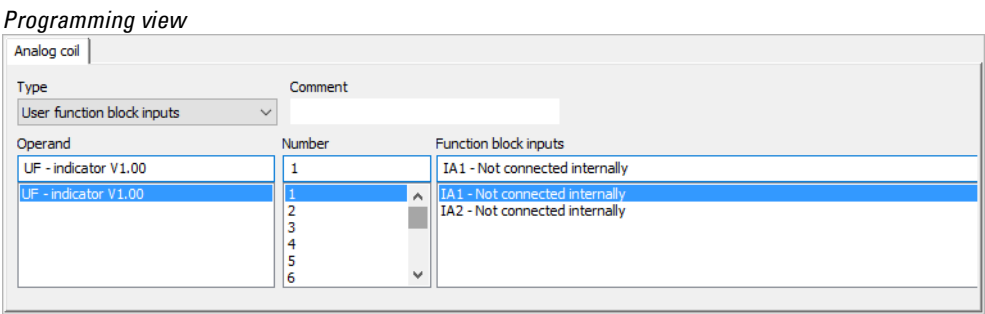 Programming view
Analog coil
Type Comment
User function block inputs
Operand Number Function block inputs
UF - indicator V1.00 1 IA1 - Not connected internally
UF - indicator V1.00 1 IA1 - Not connected internally
2 IA2 - Not connected internally
3
4
5
6